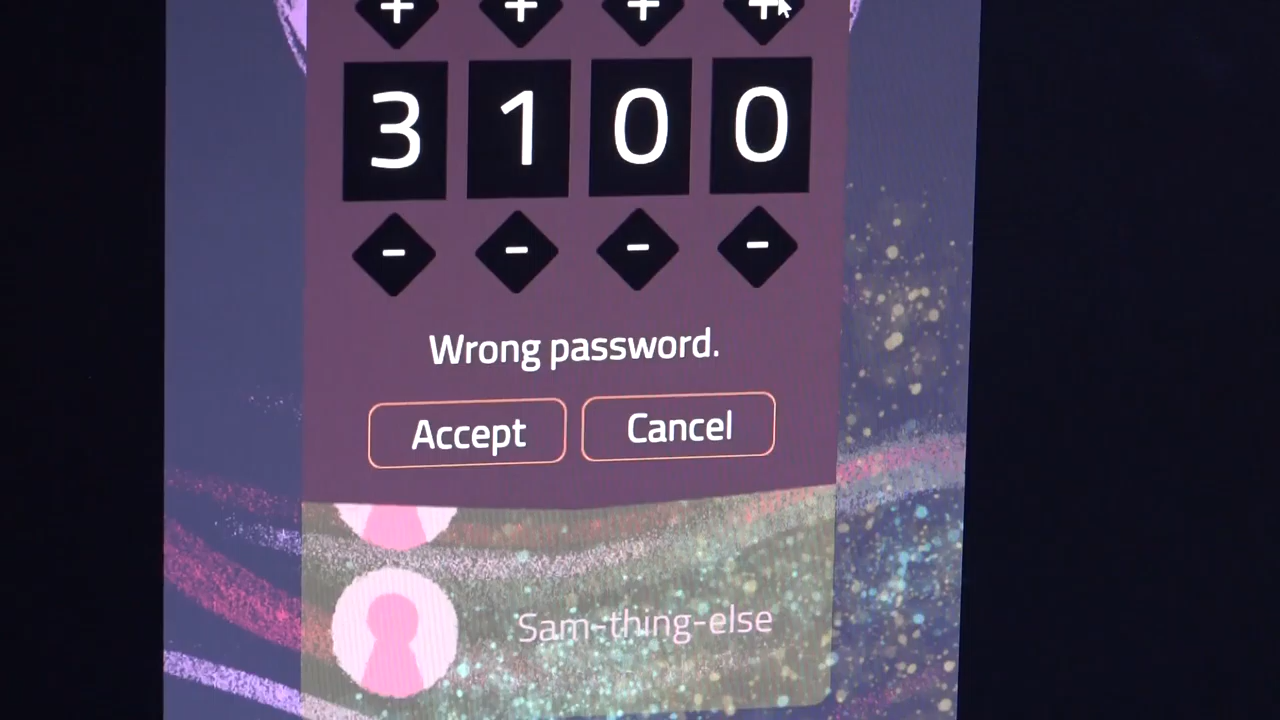 + + + +
3 1 0 0
- - - -
Wrong password.
Accept Cancel
Sam-thing-else